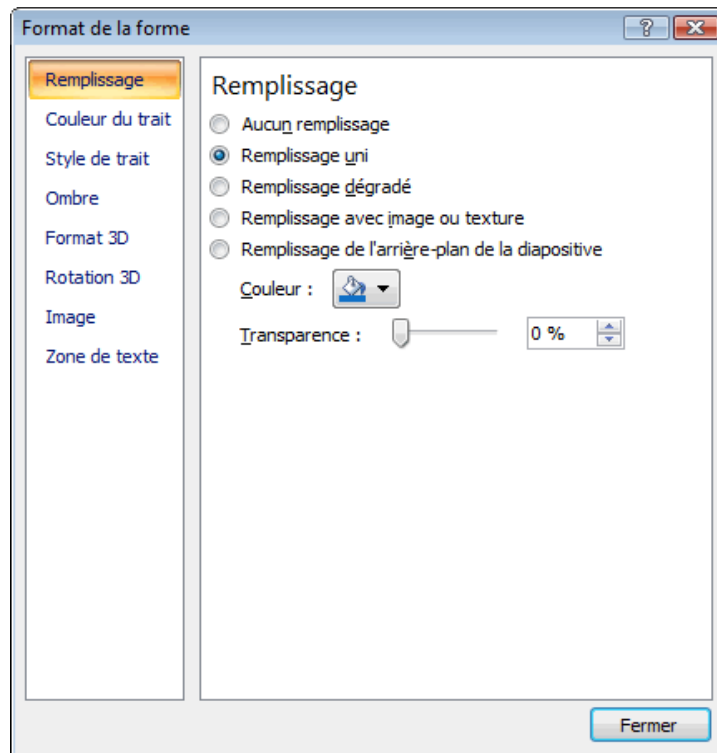 Format de la forme
Remplissage
Couleur du trait
Style de trait
Ombre
Format 3D
Rotation 3D
Image
Zone de texte
Remplissage
Aucun remplissage
Remplissage uni
Remplissage dégradé
Remplissage avec image ou texture
Remplissage de l'arrière-plan de la diapositive
Couleur :
Transparence : 0 %
Fermer